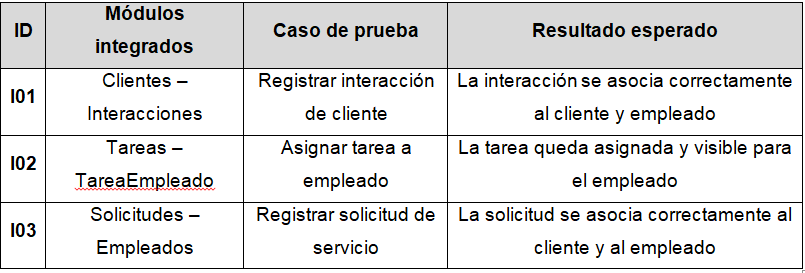 ID
Módulos
integrados
Caso de prueba
Resultado esperado
I01
Clientes –
Interacciones
Registrar interacción
de cliente
La interacción se asocia correctamente
al cliente y empleado
I02
Tareas –
TareaEmpleado
Asignar tarea a
empleado
La tarea queda asignada y visible para
el empleado
I03
Solicitudes –
Empleados
Registrar solicitud de
servicio
La solicitud se asocia correctamente al
cliente y al empleado